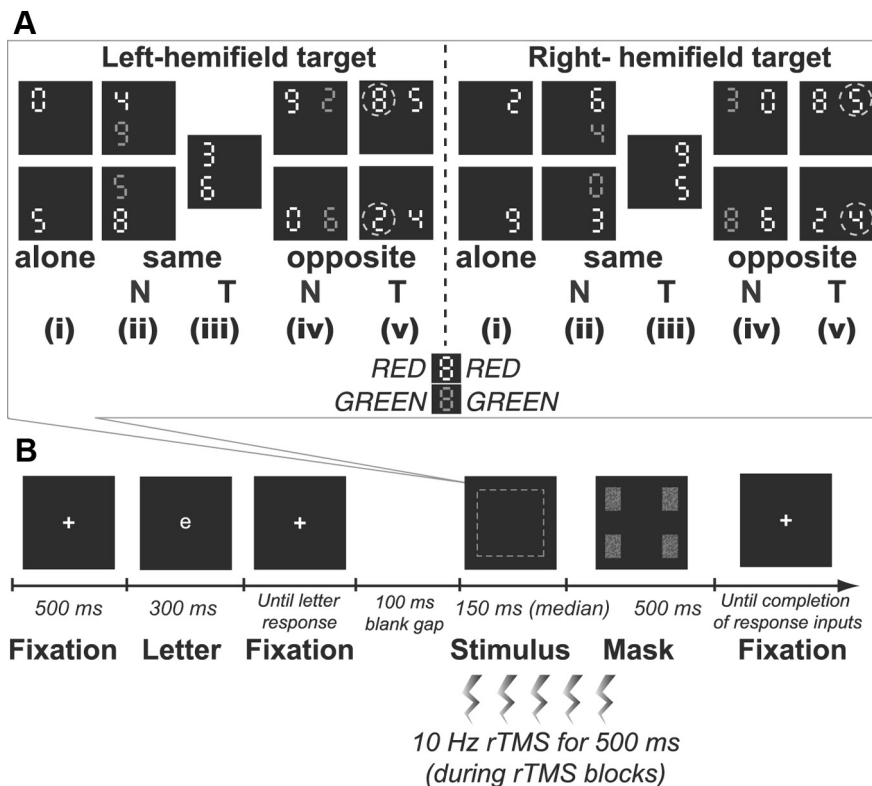 A
Left-hemifield target
Right- hemifield target
0 4 9 2 8 5 2 6 3 0 8 5
9 4
3 9
6 5
5 0
5 8 0 6 2 4 9 3 8 6 2 4
alone same opposite alone same opposite
N T N T N T N T
(i) (ii) (iii) (iv) (v) (i) (ii) (iii) (iv) (v)
RED 8 RED
GREEN 8 GREEN
B
+ e + +
500 ms 300 ms Until letter response 100 ms blank gap 150 ms (median) 500 ms Until completion of response inputs
Fixation Letter Fixation Stimulus Mask Fixation
10 Hz rTMS for 500 ms
(during rTMS blocks)